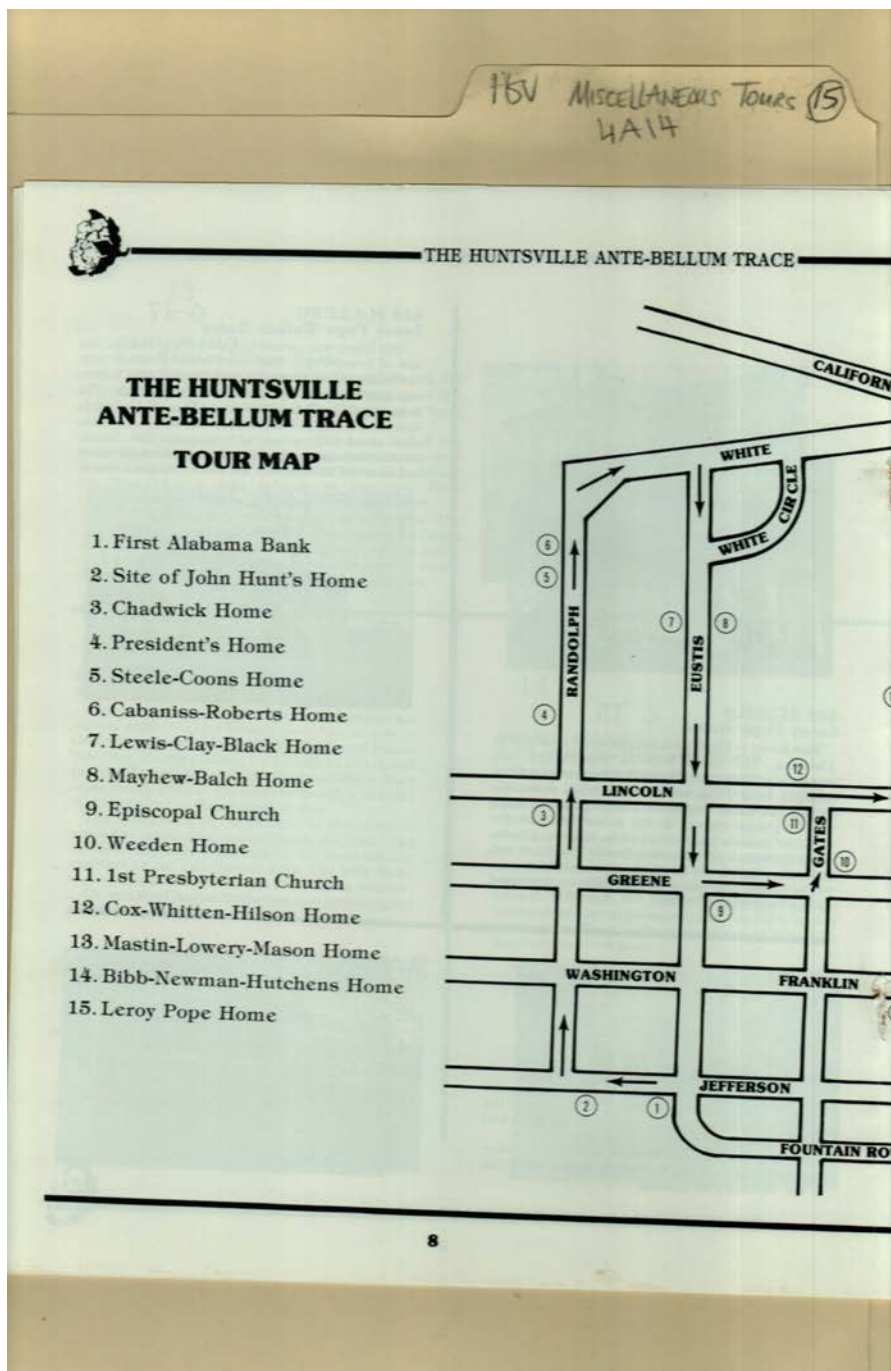 HSV MISCELLANEOUS TOURS 15
4A14
THE HUNTSVILLE ANTE-BELLUM TRACE
THE HUNTSVILLE
ANTE-BELLUM TRACE
TOUR MAP
1. First Alabama Bank
2. Site of John Hunt's Home
3. Chadwick Home
4. President's Home
5. Steele-Coons Home
6. Cabaniss-Roberts Home
7. Lewis-Clay-Black Home
8. Mayhew-Balch Home
9. Episcopal Church
10. Weeden Home
11. 1st Presbyterian Church
12. Cox-Whitten-Hilson Home
13. Mastin-Lowery-Mason Home
14. Bibb-Newman-Hutchens Home
15. Leroy Pope Home
CALIFORN
WHITE
WHITE CIRCLE
6
5
RANDOLPH
7
EUSTIS
8
4
12
LINCOLN
3
11
GATES
10
GREENE
9
WASHINGTON
FRANKLIN
JEFFERSON
2
1
FOUNTAIN RO
8